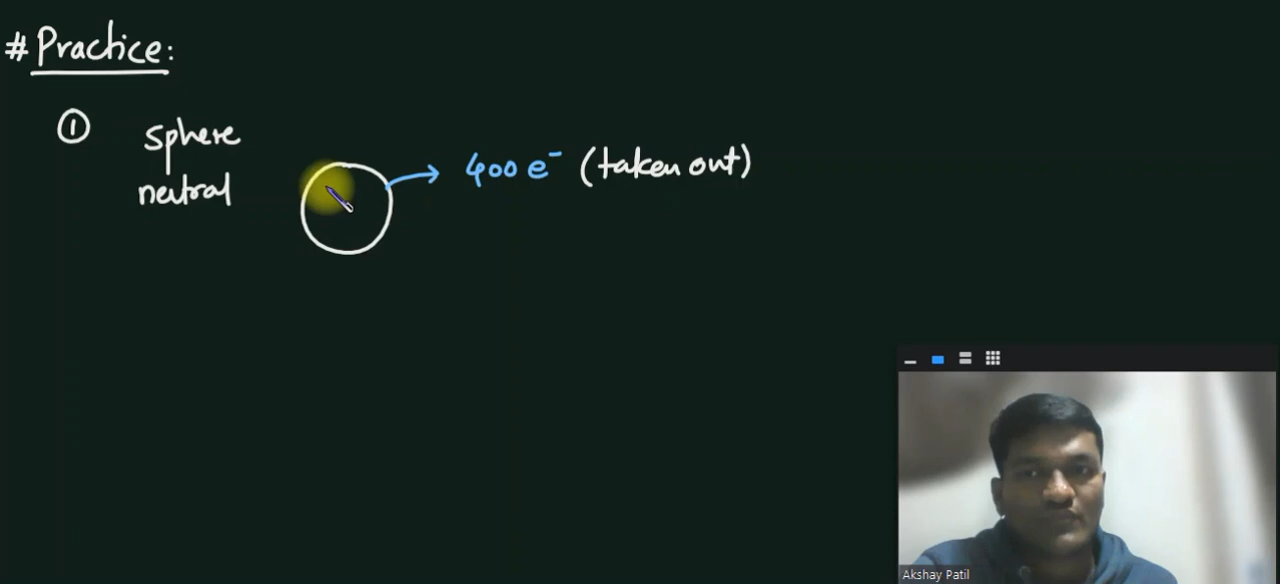 # Practice:
① sphere
neutral
400 e⁻ (taken out)
Akshay Patil